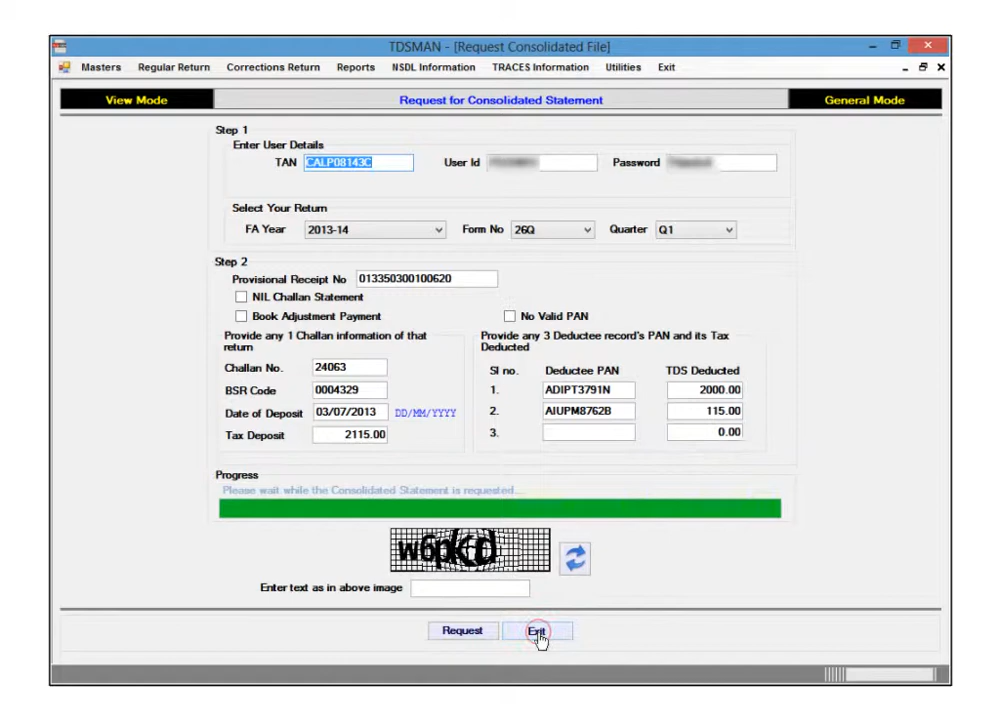 TDSMAN - [Request Consolidated File]
Masters Regular Return Corrections Return Reports NSDL Information TRACES Information Utilities Exit
View Mode Request for Consolidated Statement General Mode
Step 1
Enter User Details
TAN CALP08143C User Id Password
Select Your Return
FA Year 2013-14 Form No 26Q Quarter Q1
Step 2
Provisional Receipt No 013350300100620
NIL Challan Statement
Book Adjustment Payment No Valid PAN
Provide any 1 Challan information of that
return
Provide any 3 Deductee record's PAN and its Tax
Deducted
Challan No. 24063
BSR Code 0004329
Date of Deposit 03/07/2013 DD/MM/YYYY
Tax Deposit 2115.00
Sl no. Deductee PAN TDS Deducted
1. ADIPT3791N 2000.00
2. AIUPM8762B 115.00
3. 0.00
Progress
Please wait while the Consolidated Statement is requested...
Enter text as in above image
Request Exit